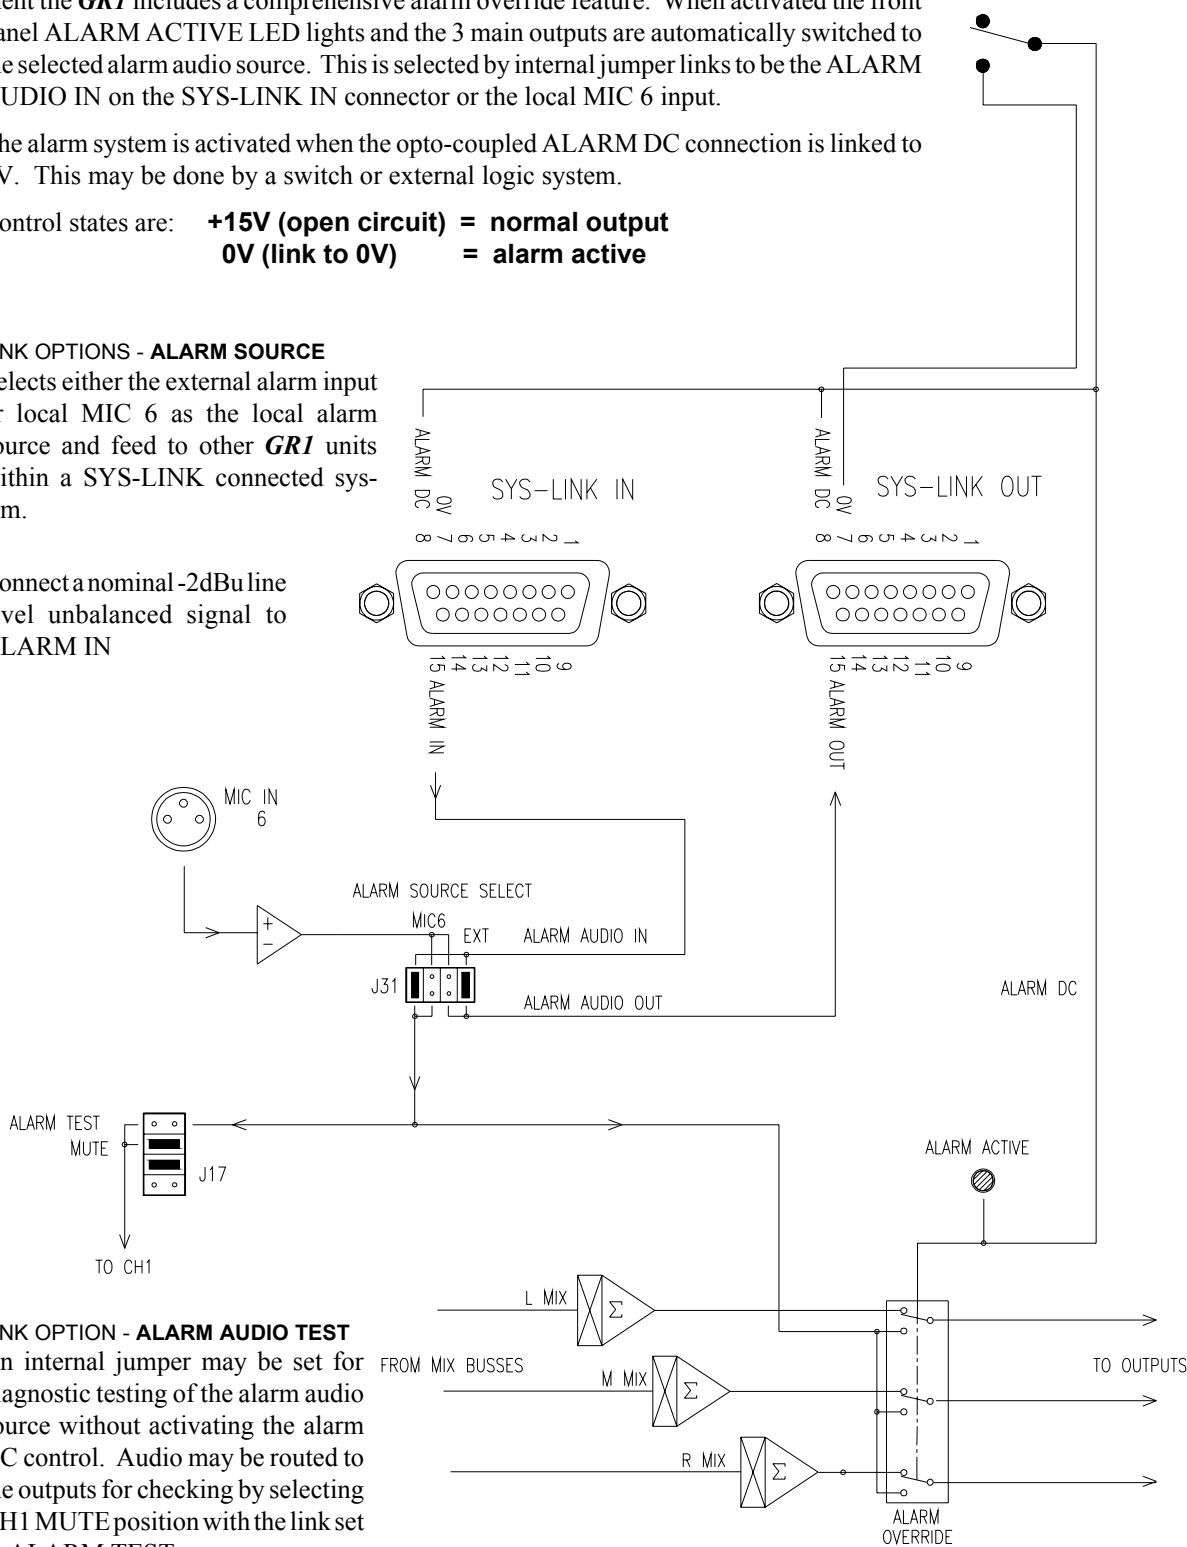 ent the GR1 includes a comprehensive alarm override feature. When activated the front
anel ALARM ACTIVE LED lights and the 3 main outputs are automatically switched to
e selected alarm audio source. This is selected by internal jumper links to be the ALARM
UDIO IN on the SYS-LINK IN connector or the local MIC 6 input.
he alarm system is activated when the opto-coupled ALARM DC connection is linked to
V. This may be done by a switch or external logic system.
ontrol states are: +15V (open circuit) = normal output
0V (link to 0V) = alarm active
NK OPTIONS - ALARM SOURCE
elects either the external alarm input
r local MIC 6 as the local alarm
ource and feed to other GR1 units
ithin a SYS-LINK connected sys-
m.
onnect a nominal -2dBu line
vel unbalanced signal to
LARM IN
ALARM DC
0V
SYS-LINK IN
8 7 6 5 4 3 2 1
15 14 13 12 11 10 9
ALARM IN
ALARM DC
0V
SYS-LINK OUT
8 7 6 5 4 3 2 1
15 14 13 12 11 10 9
ALARM OUT
MIC IN
6
ALARM SOURCE SELECT
MIC6
EXT ALARM AUDIO IN
J31
ALARM AUDIO OUT
ALARM DC
ALARM TEST
MUTE
J17
TO CH1
ALARM ACTIVE
L MIX
Σ
FROM MIX BUSSES
M MIX
Σ
TO OUTPUTS
R MIX
Σ
ALARM
OVERRIDE
NK OPTION - ALARM AUDIO TEST
n internal jumper may be set for
iagnostic testing of the alarm audio
ource without activating the alarm
C control. Audio may be routed to
e outputs for checking by selecting
H1 MUTE position with the link set
ALARM TEST